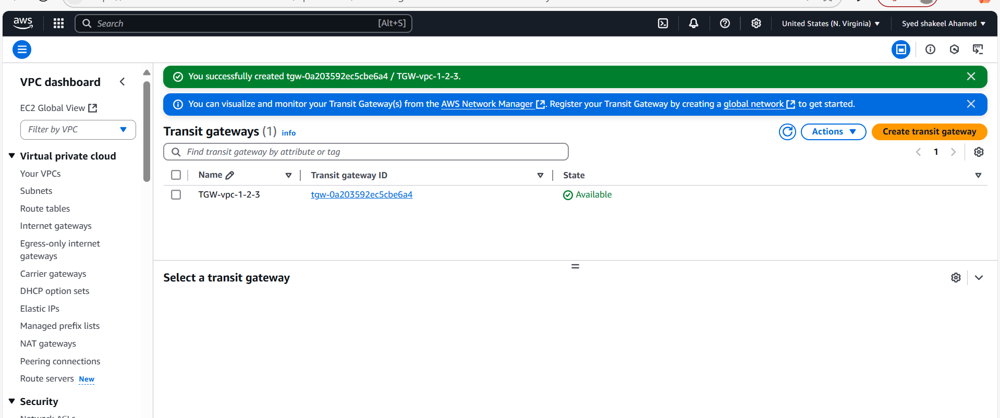 aws
Search
[Alt+S]
United States (N. Virginia)
Syed shakeel Ahamed
VPC dashboard
EC2 Global View
Filter by VPC
Virtual private cloud
Your VPCs
Subnets
Route tables
Internet gateways
Egress-only internet
gateways
Carrier gateways
DHCP option sets
Elastic IPs
Managed prefix lists
NAT gateways
Peering connections
Route servers New
Security
You successfully created tgw-0a203592ec5cbe6a4 / TGW-vpc-1-2-3.
You can visualize and monitor your Transit Gateway(s) from the AWS Network Manager . Register your Transit Gateway by creating a global network to get started.
Transit gateways (1) info
Actions
Create transit gateway
Find transit gateway by attribute or tag
1
Name
Transit gateway ID
State
TGW-vpc-1-2-3
tgw-0a203592ec5cbe6a4
Available
Select a transit gateway